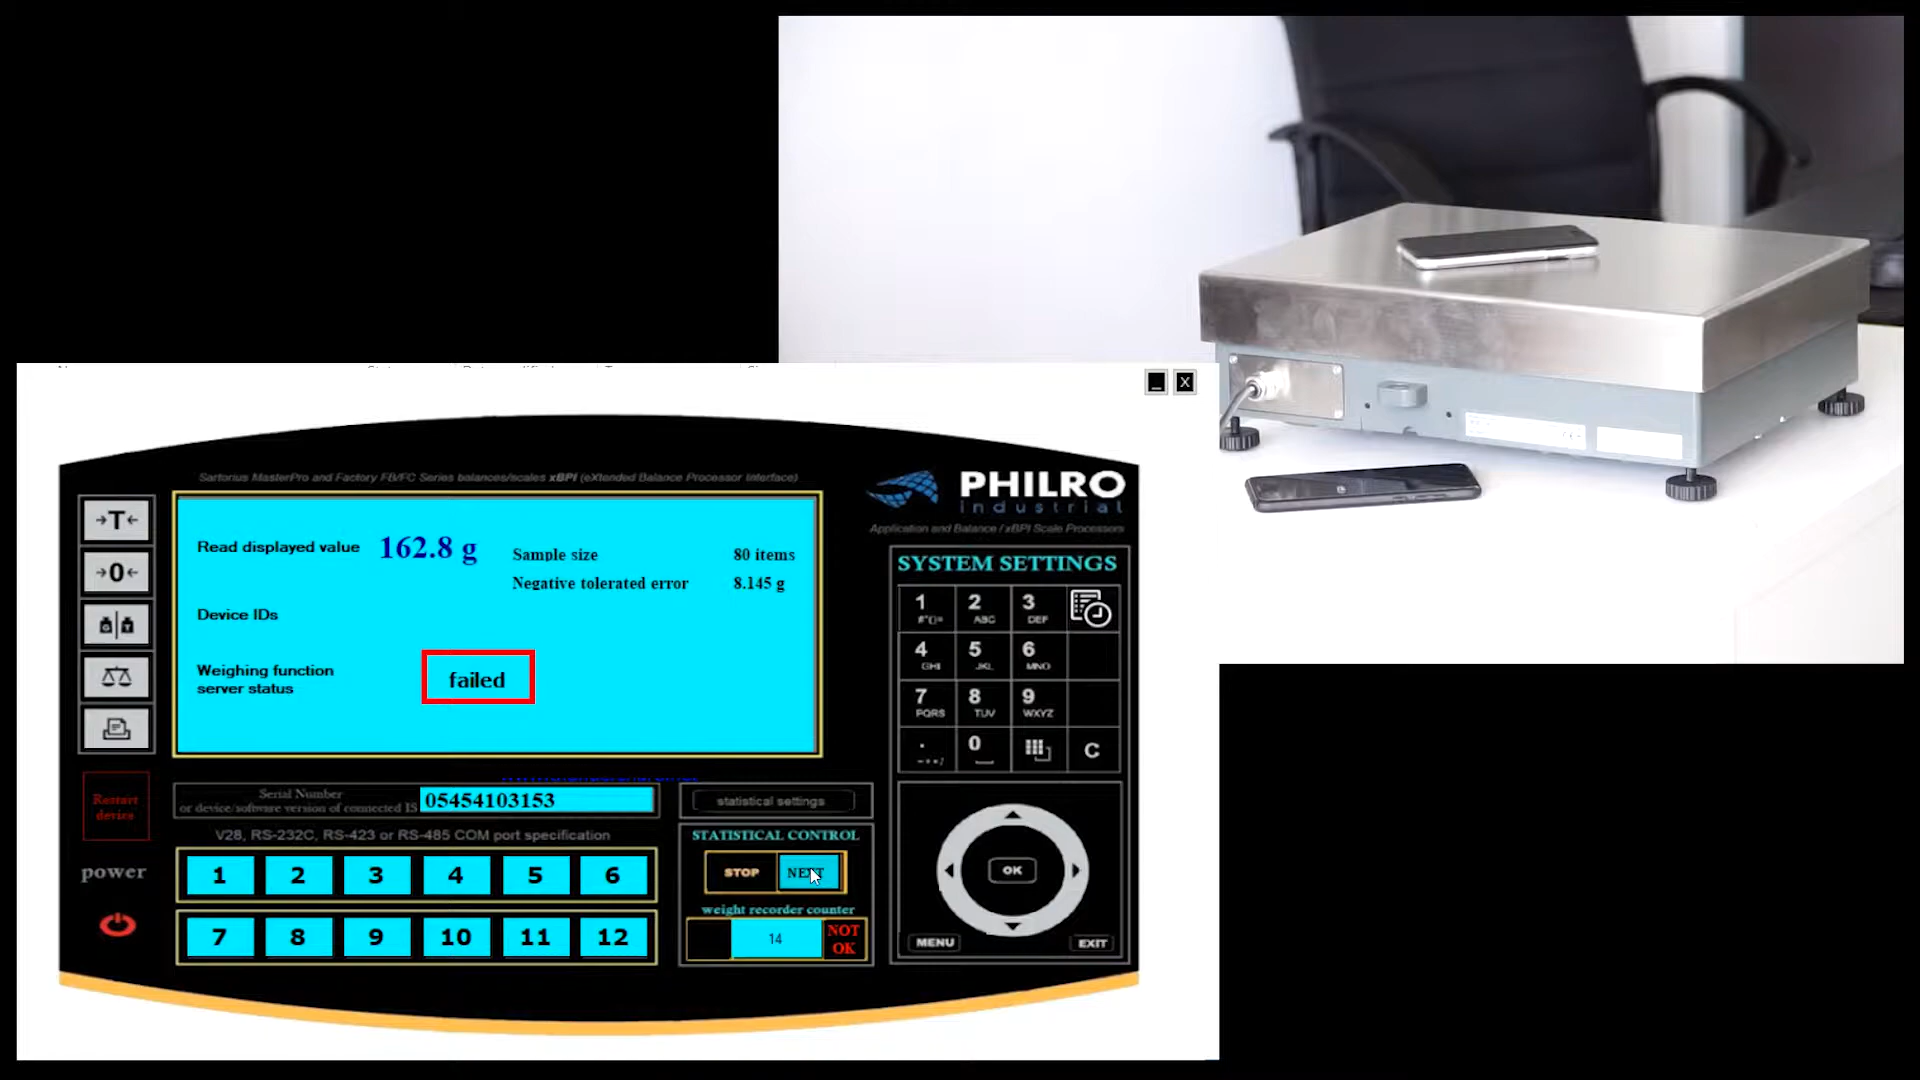 X
Sartorius MasterPro and Factory FB/FC Series balances/scales xBPI (eXtended Balance Processor Interface)
PHILRO
industrial
Application and Balance / xBPI Scale Processors
T
0
Read displayed value 162.8 g
Sample size 80 items
Negative tolerated error 8.145 g
Device IDs
Weighing function
server status
failed
SYSTEM SETTINGS
1 2 ABC 3 DEF
4 GHI 5 JKL 6 MNO
7 PQRS 8 TUV 9 WXYZ
0 C
Restart
device
Serial Number
or device/software version of connected IS
05454103153
statistical settings
V28, RS-232C, RS-423 or RS-485 COM port specification
STATISTICAL CONTROL
power
1 2 3 4 5 6
STOP NEXT
weight recorder counter
7 8 9 10 11 12
14
NOT
OK
OK
MENU EXIT